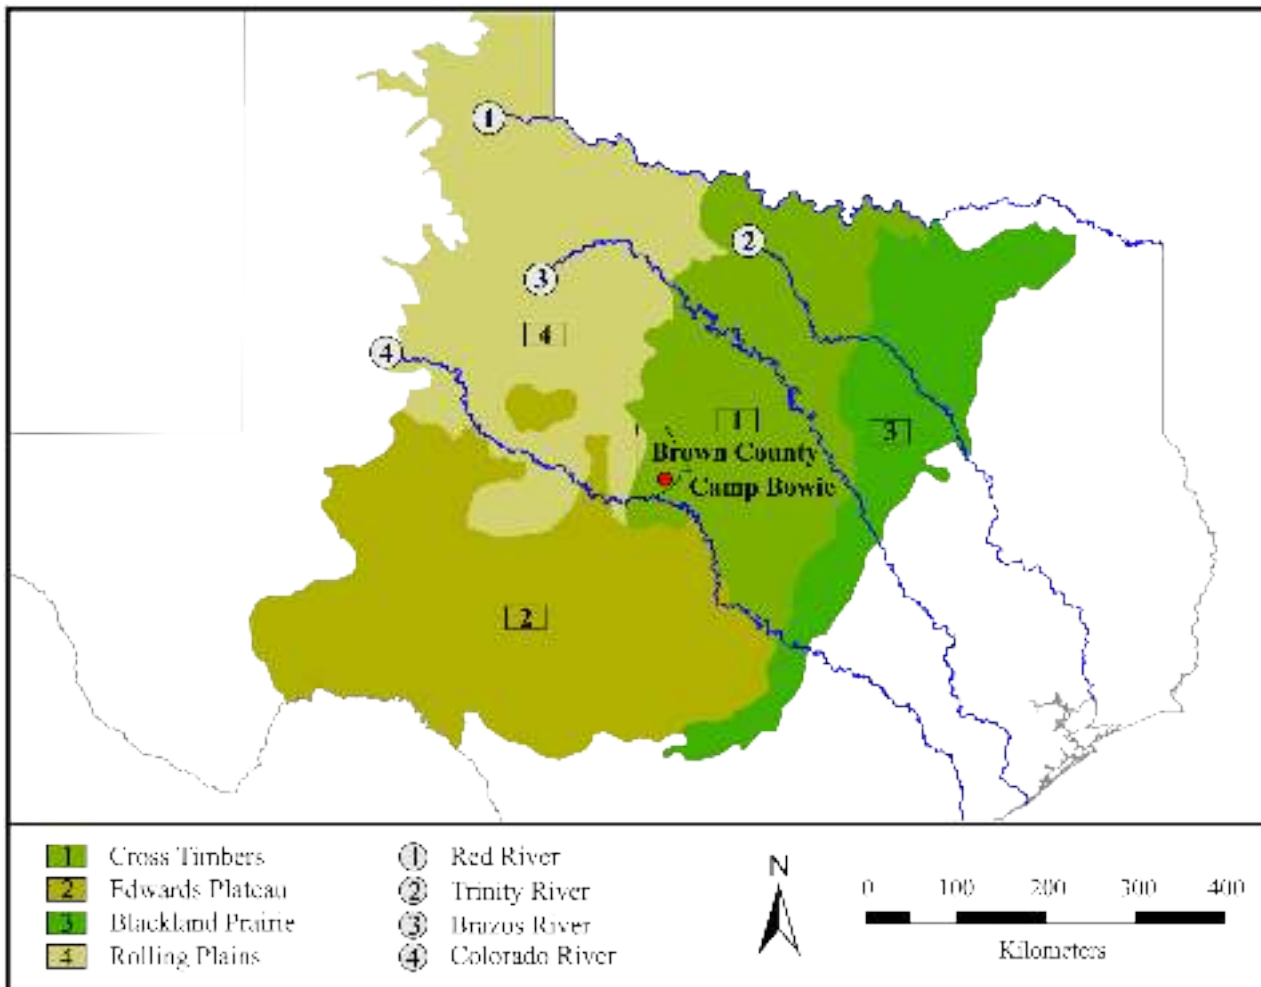 1
2
3
4
4
1
3
Brown County
Camp Bowie
2
1 Cross Timbers
2 Edwards Plateau
3 Blackland Prairie
4 Rolling Plains
1 Red River
2 Trinity River
3 Brazos River
4 Colorado River
N
0 100 200 300 400
Kilometers